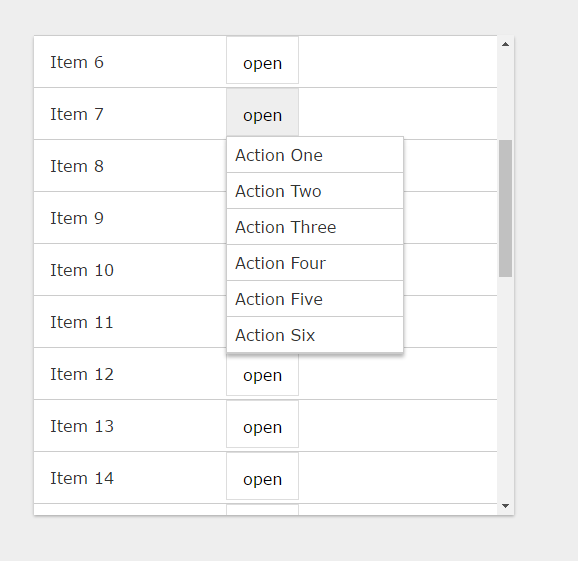 Item 6 open
Item 7 open
Action One
Item 8
Action Two
Item 9
Action Three
Item 10
Action Four
Action Five
Item 11
Action Six
Item 12 open
Item 13 open
Item 14 open